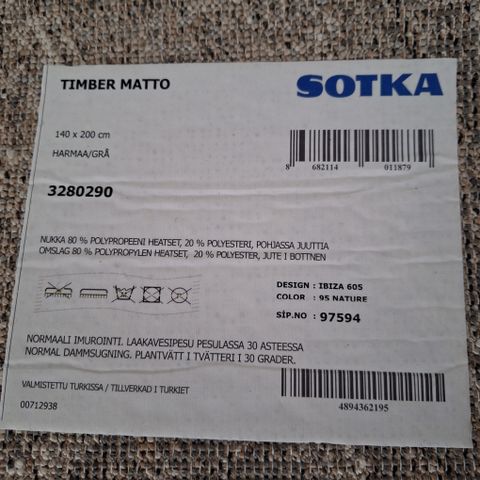 TIMBER MATTO
SOTKA
140 x 200 cm
HARMAA/GRÅ
8 682114 011879
3280290
NUKKA 80 % POLYPROPEENI HEATSET, 20 % POLYESTERI, POHJASSA JUUTTIA
OMSLAG 80 % POLYPROPYLEN HEATSET, 20 % POLYESTER, JUTE I BOTTNEN
DESIGN : IBIZA 605
COLOR : 95 NATURE
SİP.NO : 97594
NORMAALI IMUROINTI. LAAKAVESIPESU PESULASSA 30 ASTEESSA
NORMAL DAMMSUGNING. PLANTVÄTT I TVÄTTERI I 30 GRADER.
VALMISTETTU TURKISSA / TILLVERKAD I TURKIET
00712938
4894362195